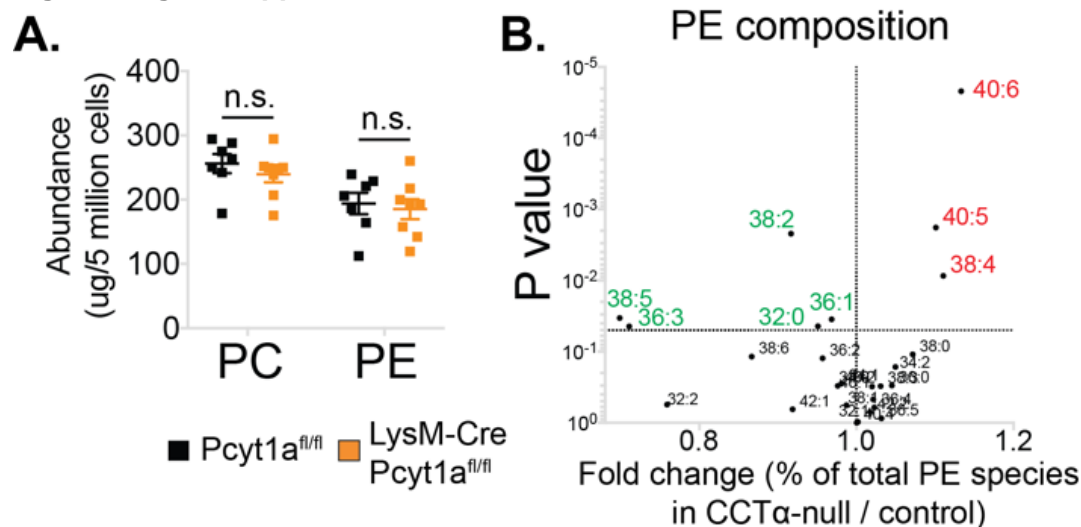 A.
Abundance
(ug/5 million cells)
400
300
200
100
0
n.s.
n.s.
PC
PE
Pcyt1a^fl/fl
LysM-Cre
Pcyt1a^fl/fl
B.
PE composition
P value
10^-5
10^-4
10^-3
10^-2
10^-1
10^0
40:6
40:5
38:4
38:2
38:5
36:3
32:0
36:1
38:6
36:2
38:0
34:2
32:2
42:1
0.8
1.0
1.2
Fold change (% of total PE species
in CCTα-null / control)